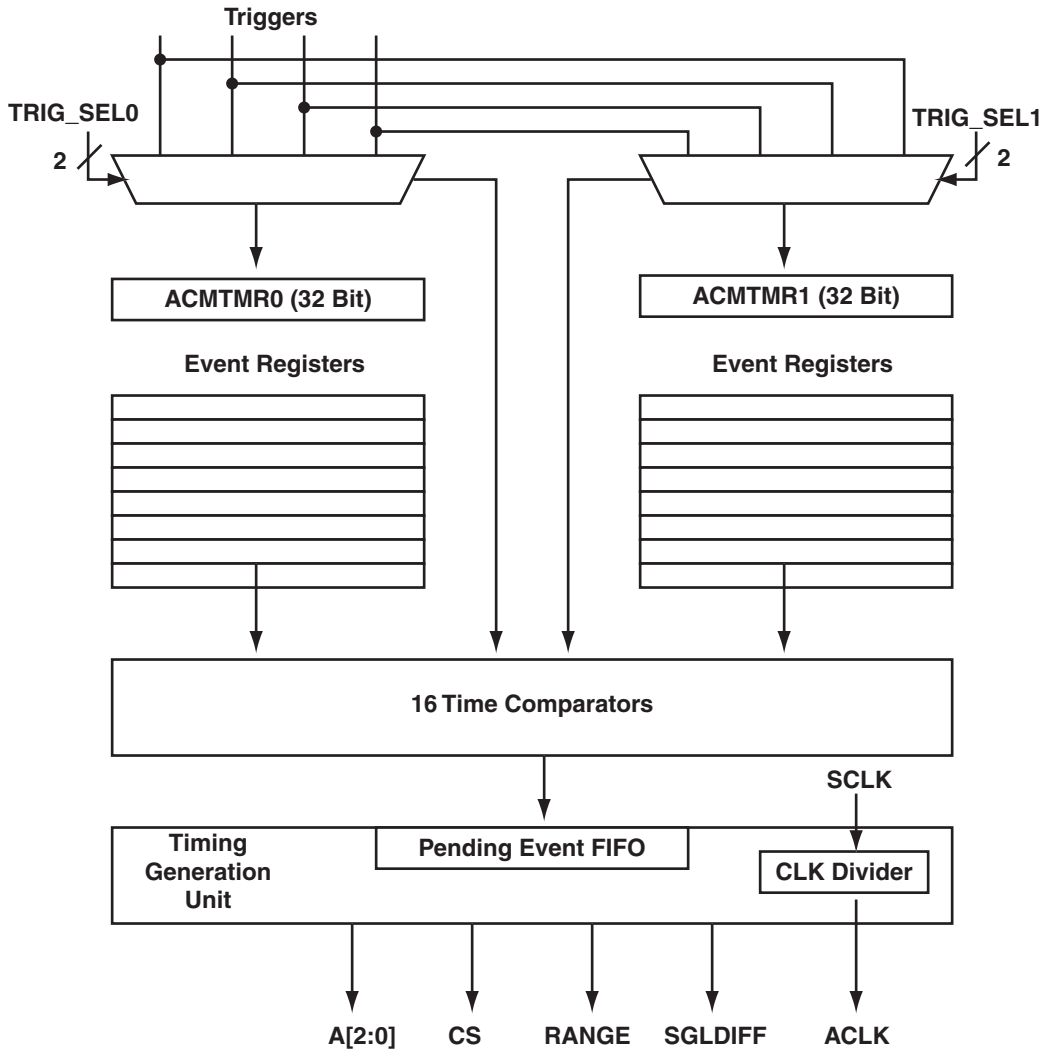 Triggers
TRIG_SEL0
TRIG_SEL1
2
2
ACMTMR0 (32 Bit)
ACMTMR1 (32 Bit)
Event Registers
Event Registers
16 Time Comparators
SCLK
Timing
Generation
Unit
Pending Event FIFO
CLK Divider
A[2:0]
CS
RANGE
SGLDIFF
ACLK